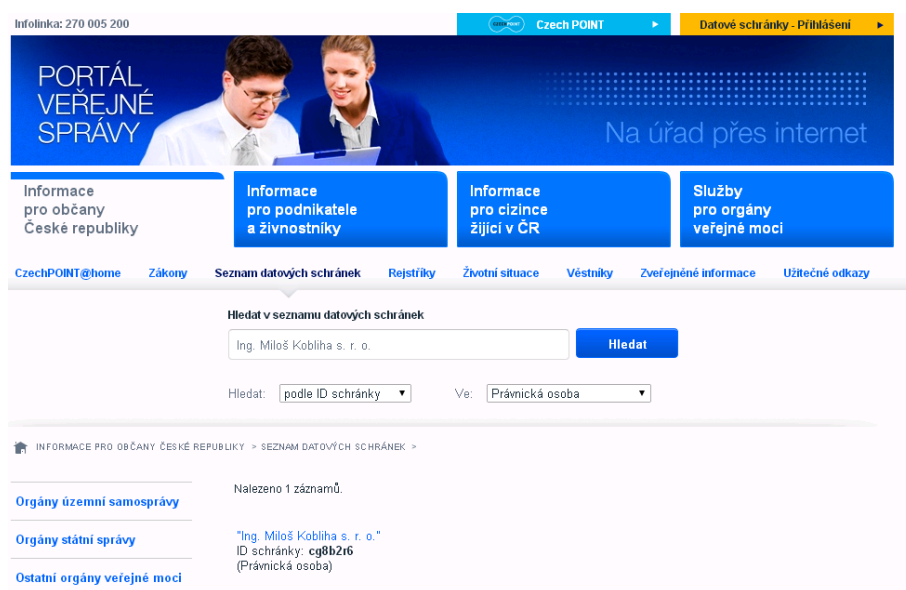 Infolinka: 270 005 200
CZECH POINT
Czech POINT
Datové schránky - Přihlášení
PORTÁL
VEŘEJNÉ
SPRÁVY
Na úřad přes internet
Informace
pro občany
České republiky
Informace
pro podnikatele
a živnostníky
Informace
pro cizince
žijící v ČR
Služby
pro orgány
veřejné moci
CzechPOINT@home Zákony Seznam datových schránek Rejstříky Životní situace Věstníky Zveřejněné informace Užitečné odkazy
Hledat v seznamu datových schránek
Ing. Miloš Kobliha s. r. o.
Hledat
Hledat: podle ID schránky Ve: Právnická osoba
INFORMACE PRO OBČANY ČESKÉ REPUBLIKY > SEZNAM DATOVÝCH SCHRÁNEK >
Orgány územní samosprávy
Orgány státní správy
Ostatní orgány veřejné moci
Nalezeno 1 záznamů.
"Ing. Miloš Kobliha s. r. o."
ID schránky: cg8b2r6
(Právnická osoba)